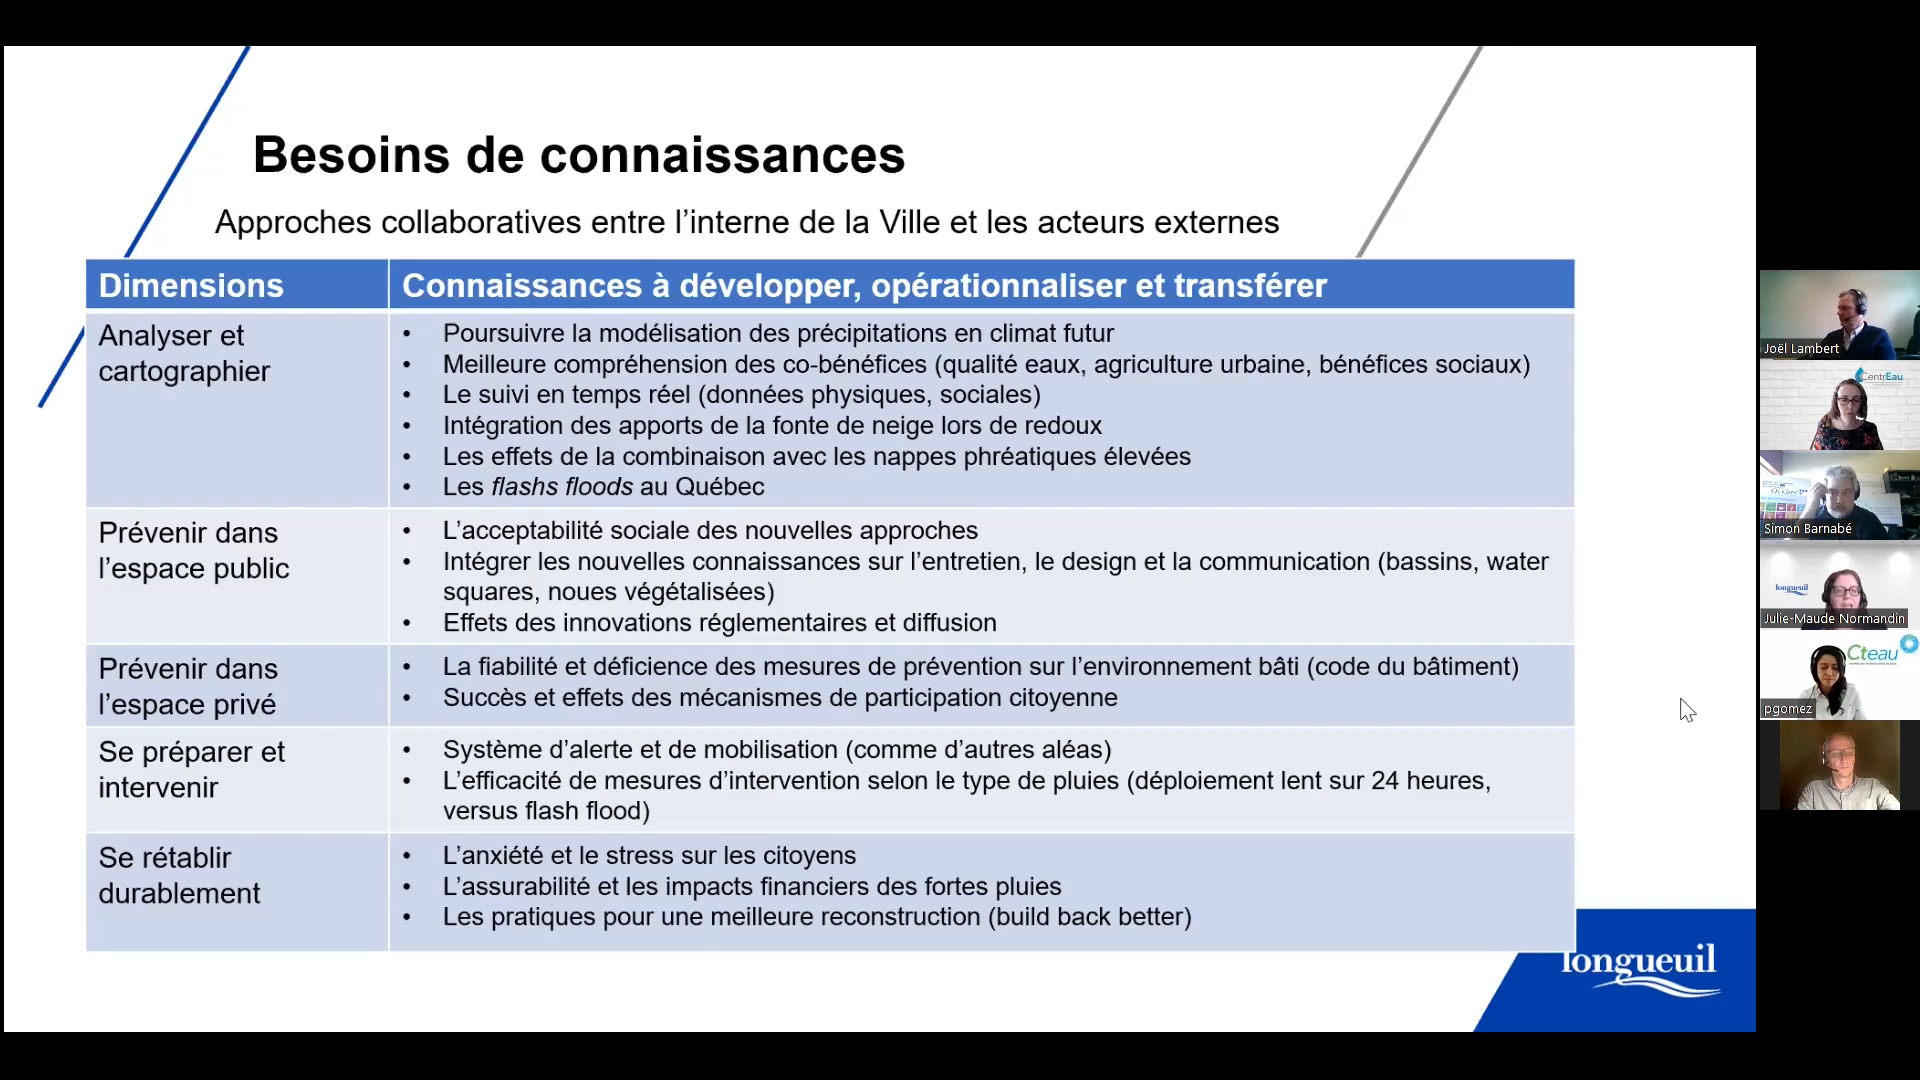 Besoins de connaissances
Approches collaboratives entre l’interne de la Ville et les acteurs externes
Dimensions
Connaissances à développer, opérationnaliser et transférer
Analyser et
cartographier
• Poursuivre la modélisation des précipitations en climat futur
• Meilleure compréhension des co-bénéfices (qualité eaux, agriculture urbaine, bénéfices sociaux)
• Le suivi en temps réel (données physiques, sociales)
• Intégration des apports de la fonte de neige lors de redoux
• Les effets de la combinaison avec les nappes phréatiques élevées
• Les flashs floods au Québec
Prévenir dans
l’espace public
• L’acceptabilité sociale des nouvelles approches
• Intégrer les nouvelles connaissances sur l’entretien, le design et la communication (bassins, water
squares, noues végétalisées)
• Effets des innovations réglementaires et diffusion
Prévenir dans
l’espace privé
• La fiabilité et déficience des mesures de prévention sur l’environnement bâti (code du bâtiment)
• Succès et effets des mécanismes de participation citoyenne
Se préparer et
intervenir
• Système d’alerte et de mobilisation (comme d’autres aléas)
• L’efficacité de mesures d’intervention selon le type de pluies (déploiement lent sur 24 heures,
versus flash flood)
Se rétablir
durablement
• L’anxiété et le stress sur les citoyens
• L’assurabilité et les impacts financiers des fortes pluies
• Les pratiques pour une meilleure reconstruction (build back better)
longueuil
Joël Lambert
CentrEau
Québec
Simon Barnabé
longueuil
Julie-Maude Normandin
Cteau
pgomez